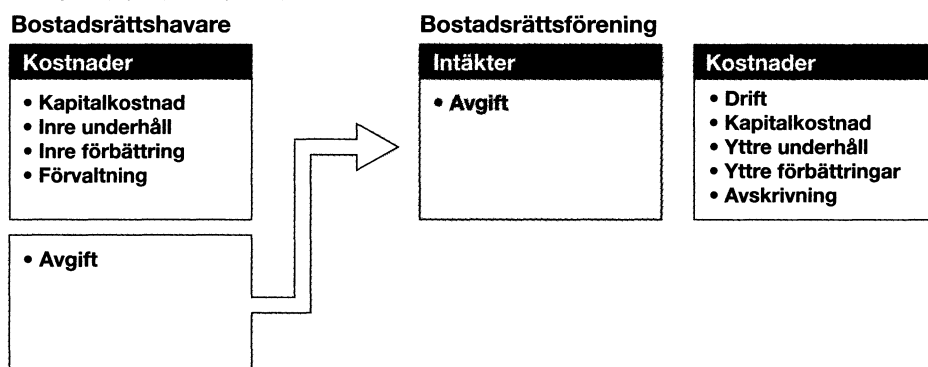 Bostadsrättshavare
Kostnader
• Kapitalkostnad
• Inre underhåll
• Inre förbättring
• Förvaltning
• Avgift
Bostadsrättsförening
Intäkter
• Avgift
Kostnader
• Drift
• Kapitalkostnad
• Yttre underhåll
• Yttre förbättringar
• Avskrivning